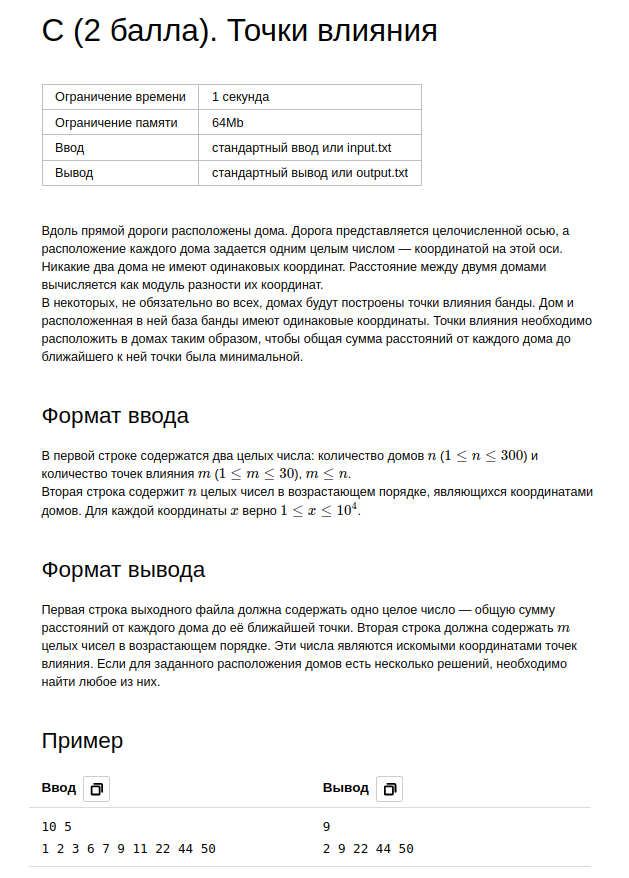 C (2 балла). Точки влияния
Ограничение времени 1 секунда
Ограничение памяти 64Mb
Ввод стандартный ввод или input.txt
Вывод стандартный вывод или output.txt
Вдоль прямой дороги расположены дома. Дорога представляется целочисленной осью, а
расположение каждого дома задается одним целым числом — координатой на этой оси.
Никакие два дома не имеют одинаковых координат. Расстояние между двумя домами
вычисляется как модуль разности их координат.
В некоторых, не обязательно во всех, домах будут построены точки влияния банды. Дом и
расположенная в ней база банды имеют одинаковые координаты. Точки влияния необходимо
расположить в домах таким образом, чтобы общая сумма расстояний от каждого дома до
ближайшего к ней точки была минимальной.
Формат ввода
В первой строке содержатся два целых числа: количество домов n (1 ≤ n ≤ 300) и
количество точек влияния m (1 ≤ m ≤ 30), m ≤ n.
Вторая строка содержит n целых чисел в возрастающем порядке, являющихся координатами
домов. Для каждой координаты x верно 1 ≤ x ≤ 10⁴.
Формат вывода
Первая строка выходного файла должна содержать одно целое число — общую сумму
расстояний от каждого дома до её ближайшей точки. Вторая строка должна содержать m
целых чисел в возрастающем порядке. Эти числа являются искомыми координатами точек
влияния. Если для заданного расположения домов есть несколько решений, необходимо
найти любое из них.
Пример
Ввод Вывод
10 5 9
1 2 3 6 7 9 11 22 44 50 2 9 22 44 50